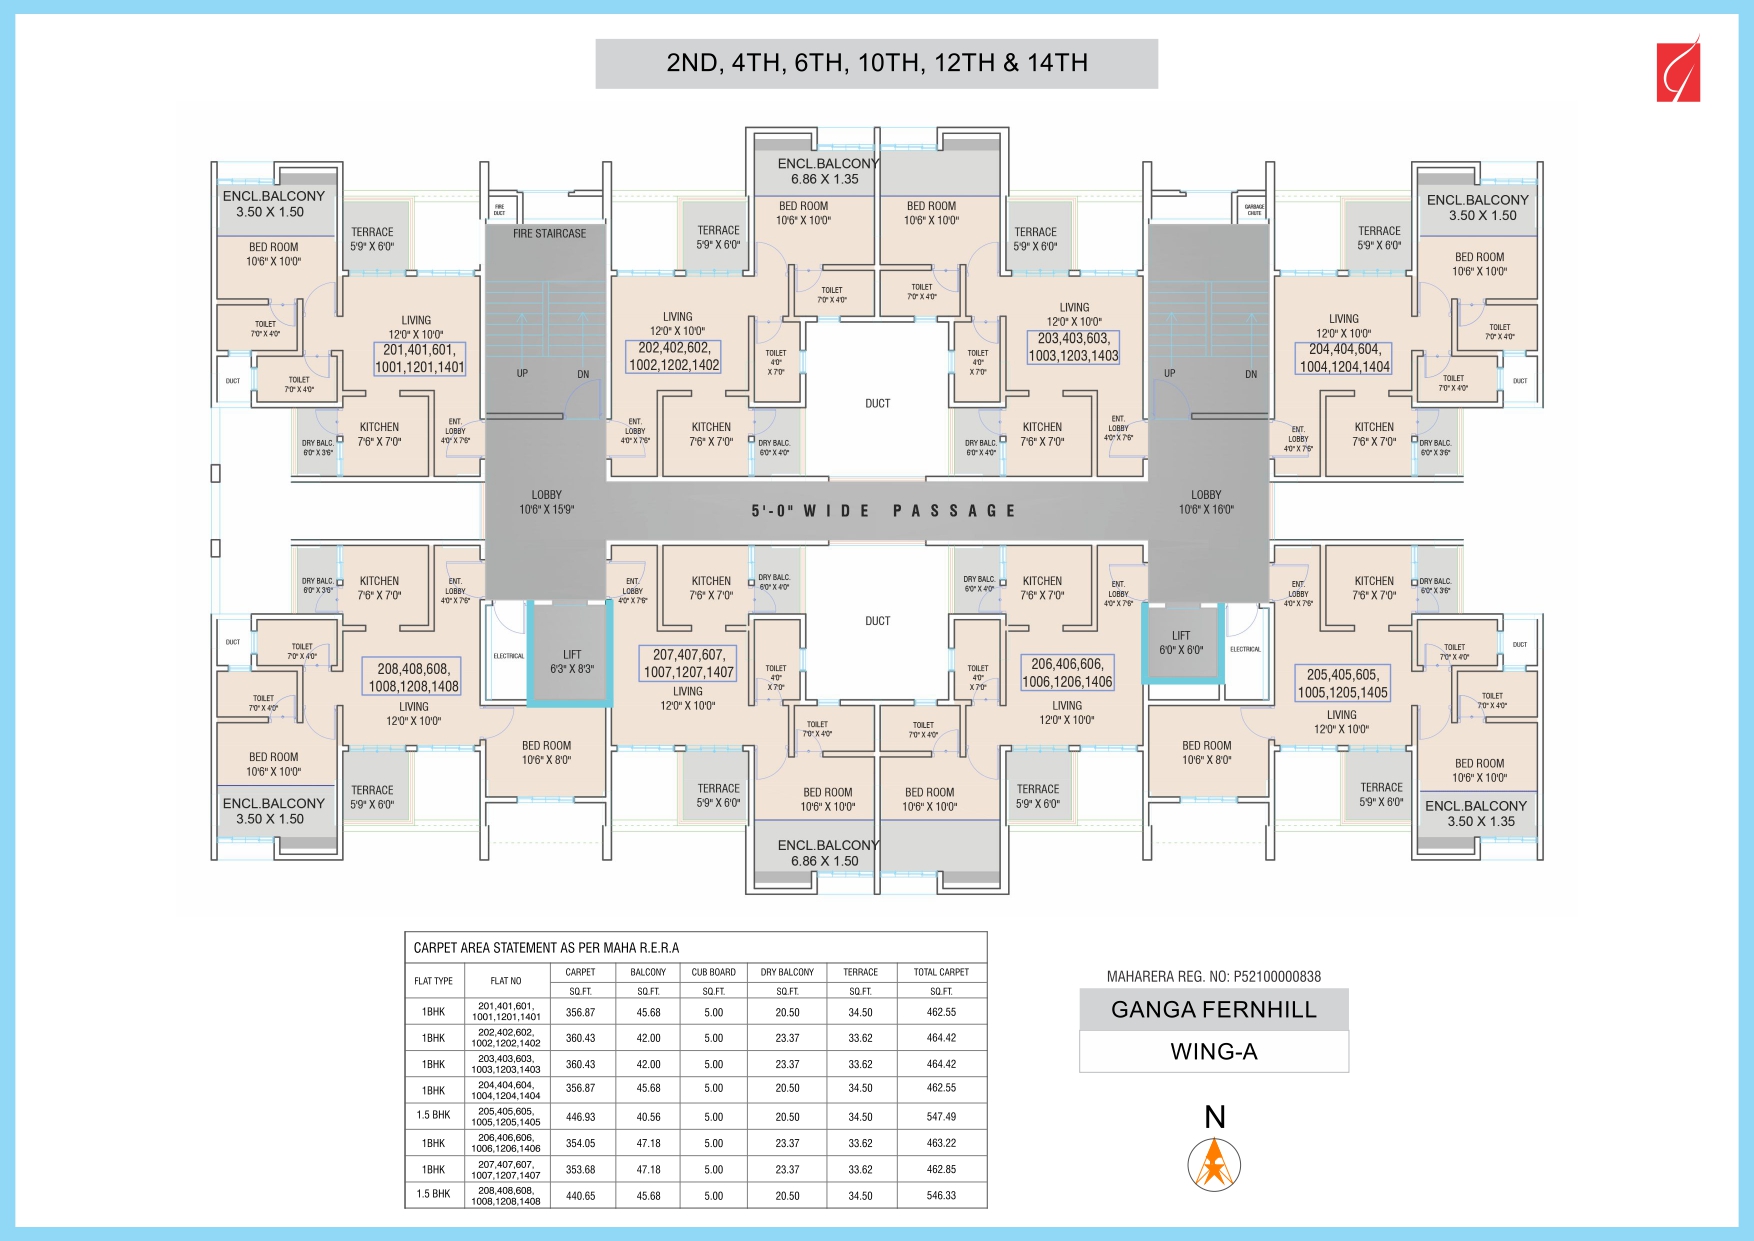 2ND, 4TH, 6TH, 10TH, 12TH & 14TH
ENCL.BALCONY
3.50 X 1.50
BED ROOM
10'6" X 10'0"
TERRACE
5'9" X 6'0"
TOILET
7'0" X 4'0"
TOILET
7'0" X 4'0"
DUCT
LIVING
12'0" X 10'0"
201,401,601,
1001,1201,1401
KITCHEN
7'6" X 7'0"
DRY BALC.
6'0" X 3'6"
ENT.
LOBBY
4'0" X 7'6"
FIRE
DUCT
FIRE STAIRCASE
UP
DN
TERRACE
5'9" X 6'0"
ENCL.BALCONY
6.86 X 1.35
BED ROOM
10'6" X 10'0"
TOILET
7'0" X 4'0"
TOILET
4'0"
X 7'0"
LIVING
12'0" X 10'0"
202,402,602,
1002,1202,1402
ENT.
LOBBY
4'0" X 7'6"
KITCHEN
7'6" X 7'0"
DRY BALC.
6'0" X 4'0"
DUCT
BED ROOM
10'6" X 10'0"
TOILET
7'0" X 4'0"
TOILET
4'0"
X 7'0"
TERRACE
5'9" X 6'0"
LIVING
12'0" X 10'0"
203,403,603,
1003,1203,1403
DRY BALC.
6'0" X 4'0"
KITCHEN
7'6" X 7'0"
ENT.
LOBBY
4'0" X 7'6"
GARBAGE
CHUTE
UP
DN
TERRACE
5'9" X 6'0"
ENCL.BALCONY
3.50 X 1.50
BED ROOM
10'6" X 10'0"
TOILET
7'0" X 4'0"
TOILET
7'0" X 4'0"
DUCT
LIVING
12'0" X 10'0"
204,404,604,
1004,1204,1404
ENT.
LOBBY
4'0" X 7'6"
KITCHEN
7'6" X 7'0"
DRY BALC.
6'0" X 3'6"
LOBBY
10'6" X 15'9"
5'-0" WIDE PASSAGE
LOBBY
10'6" X 16'0"
DRY BALC.
6'0" X 3'6"
KITCHEN
7'6" X 7'0"
ENT.
LOBBY
4'0" X 7'6"
DUCT
TOILET
7'0" X 4'0"
TOILET
7'0" X 4'0"
208,408,608,
1008,1208,1408
LIVING
12'0" X 10'0"
BED ROOM
10'6" X 10'0"
ENCL.BALCONY
3.50 X 1.50
TERRACE
5'9" X 6'0"
ELECTRICAL
LIFT
6'3" X 8'3"
BED ROOM
10'6" X 8'0"
ENT.
LOBBY
4'0" X 7'6"
KITCHEN
7'6" X 7'0"
DRY BALC.
6'0" X 4'0"
207,407,607,
1007,1207,1407
LIVING
12'0" X 10'0"
TOILET
4'0"
X 7'0"
TOILET
7'0" X 4'0"
TERRACE
5'9" X 6'0"
BED ROOM
10'6" X 10'0"
ENCL.BALCONY
6.86 X 1.50
DUCT
DRY BALC.
6'0" X 4'0"
KITCHEN
7'6" X 7'0"
ENT.
LOBBY
4'0" X 7'6"
TOILET
4'0"
X 7'0"
TOILET
7'0" X 4'0"
206,406,606,
1006,1206,1406
LIVING
12'0" X 10'0"
BED ROOM
10'6" X 10'0"
TERRACE
5'9" X 6'0"
LIFT
6'0" X 6'0"
ELECTRICAL
BED ROOM
10'6" X 8'0"
ENT.
LOBBY
4'0" X 7'6"
KITCHEN
7'6" X 7'0"
DRY BALC.
6'0" X 3'6"
DUCT
TOILET
7'0" X 4'0"
TOILET
7'0" X 4'0"
205,405,605,
1005,1205,1405
LIVING
12'0" X 10'0"
TERRACE
5'9" X 6'0"
BED ROOM
10'6" X 10'0"
ENCL.BALCONY
3.50 X 1.35
CARPET AREA STATEMENT AS PER MAHA R.E.R.A
FLAT TYPE FLAT NO CARPET BALCONY CUB BOARD DRY BALCONY TERRACE TOTAL CARPET
SQ.FT. SQ.FT. SQ.FT. SQ.FT. SQ.FT. SQ.FT.
1BHK 201,401,601, 1001,1201,1401 356.87 45.68 5.00 20.50 34.50 462.55
1BHK 202,402,602, 1002,1202,1402 360.43 42.00 5.00 23.37 33.62 464.42
1BHK 203,403,603, 1003,1203,1403 360.43 42.00 5.00 23.37 33.62 464.42
1BHK 204,404,604, 1004,1204,1404 356.87 45.68 5.00 20.50 34.50 462.55
1.5 BHK 205,405,605, 1005,1205,1405 446.93 40.56 5.00 20.50 34.50 547.49
1BHK 206,406,606, 1006,1206,1406 354.05 47.18 5.00 23.37 33.62 463.22
1BHK 207,407,607, 1007,1207,1407 353.68 47.18 5.00 23.37 33.62 462.85
1.5 BHK 208,408,608, 1008,1208,1408 440.65 45.68 5.00 20.50 34.50 546.33
MAHARERA REG. NO: P52100000838
GANGA FERNHILL
WING-A
N